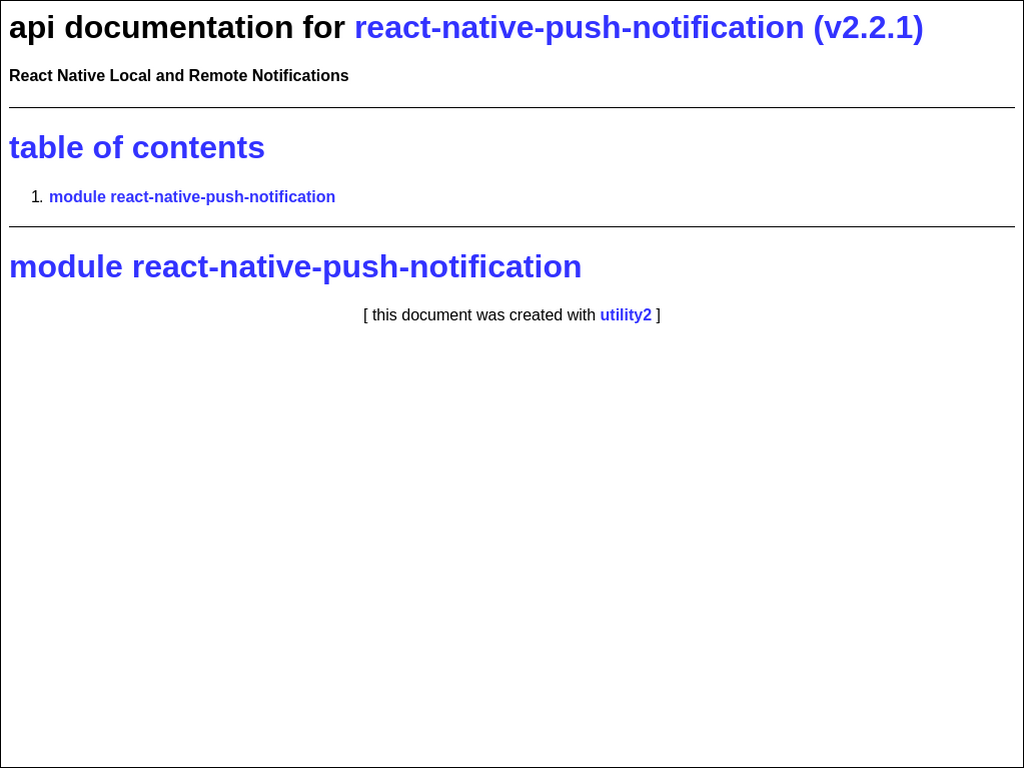 api documentation for react-native-push-notification (v2.2.1)
React Native Local and Remote Notifications
table of contents
1. module react-native-push-notification
module react-native-push-notification
[ this document was created with utility2 ]